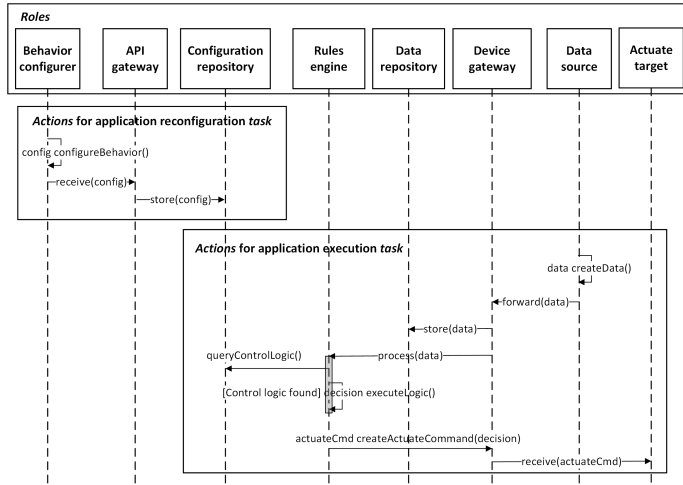 Roles
Behavior
configurer
API
gateway
Configuration
repository
Rules
engine
Data
repository
Device
gateway
Data
source
Actuate
target
Actions for application reconfiguration task
config configureBehavior()
receive(config)
store(config)
Actions for application execution task
data createData()
forward(data)
store(data)
queryControlLogic()
process(data)
[Control logic found] decision executeLogic()
actuateCmd createActuateCommand(decision)
receive(actuateCmd)